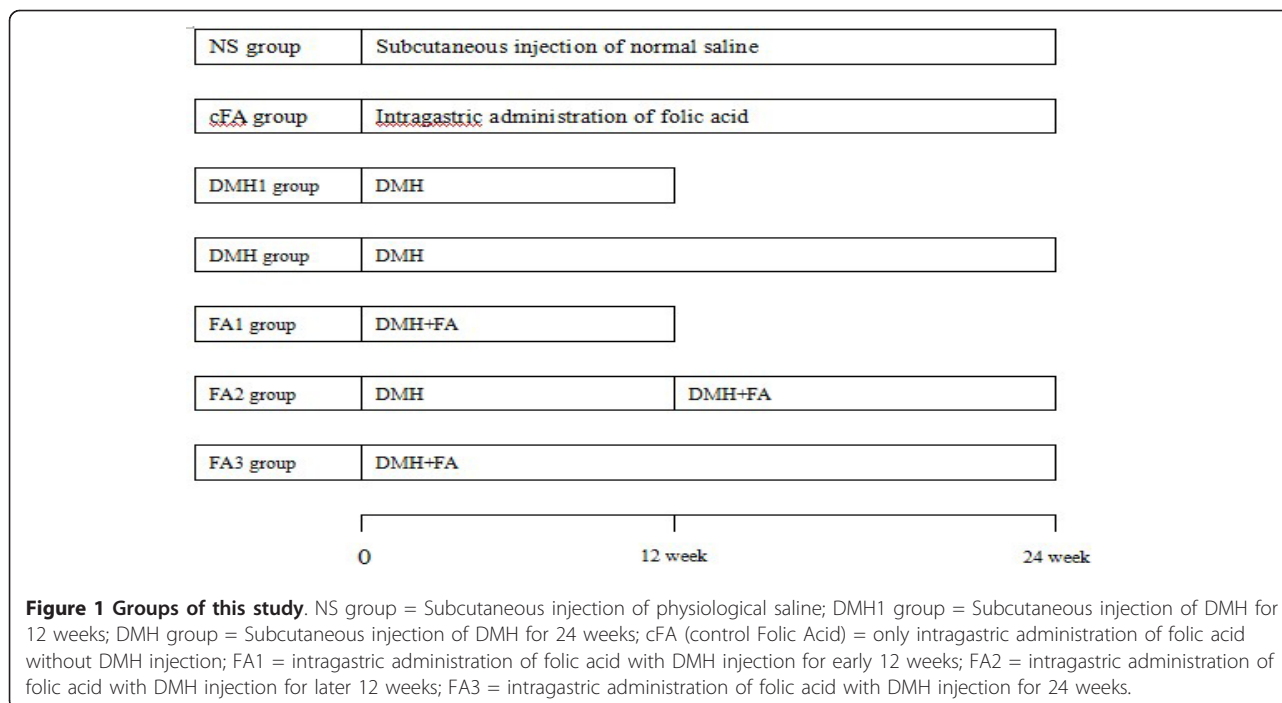 NS group Subcutaneous injection of normal saline
cFA group Intragastric administration of folic acid
DMH1 group DMH
DMH group DMH
FA1 group DMH+FA
FA2 group DMH DMH+FA
FA3 group DMH+FA
0 12 week 24 week
Figure 1 Groups of this study. NS group = Subcutaneous injection of physiological saline; DMH1 group = Subcutaneous injection of DMH for
12 weeks; DMH group = Subcutaneous injection of DMH for 24 weeks; cFA (control Folic Acid) = only intragastric administration of folic acid
without DMH injection; FA1 = intragastric administration of folic acid with DMH injection for early 12 weeks; FA2 = intragastric administration of
folic acid with DMH injection for later 12 weeks; FA3 = intragastric administration of folic acid with DMH injection for 24 weeks.